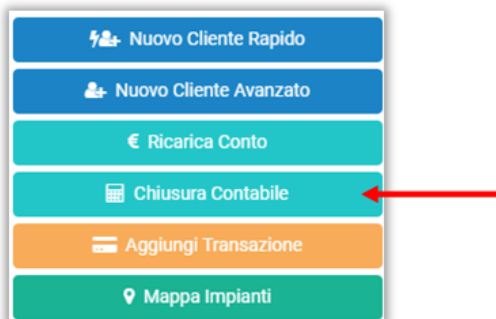 Nuovo Cliente Rapido
Nuovo Cliente Avanzato
€ Ricarica Conto
Chiusura Contabile
Aggiungi Transazione
Mappa Impianti